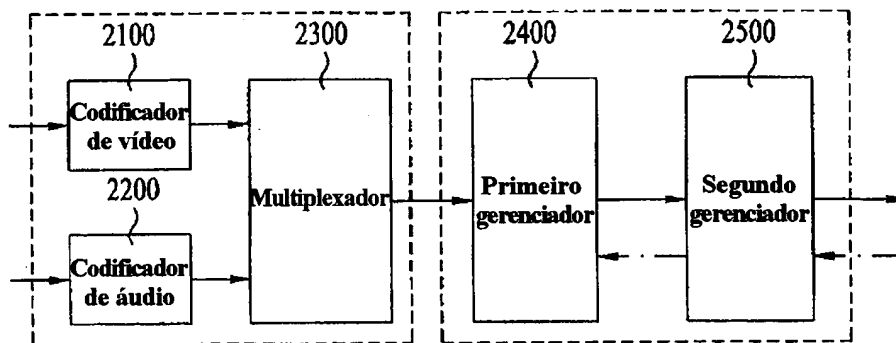 2100
2300
2400
2500
Codificador
de vídeo
2200
Multiplexador
Primeiro
gerenciador
Segundo
gerenciador
Codificador
de áudio